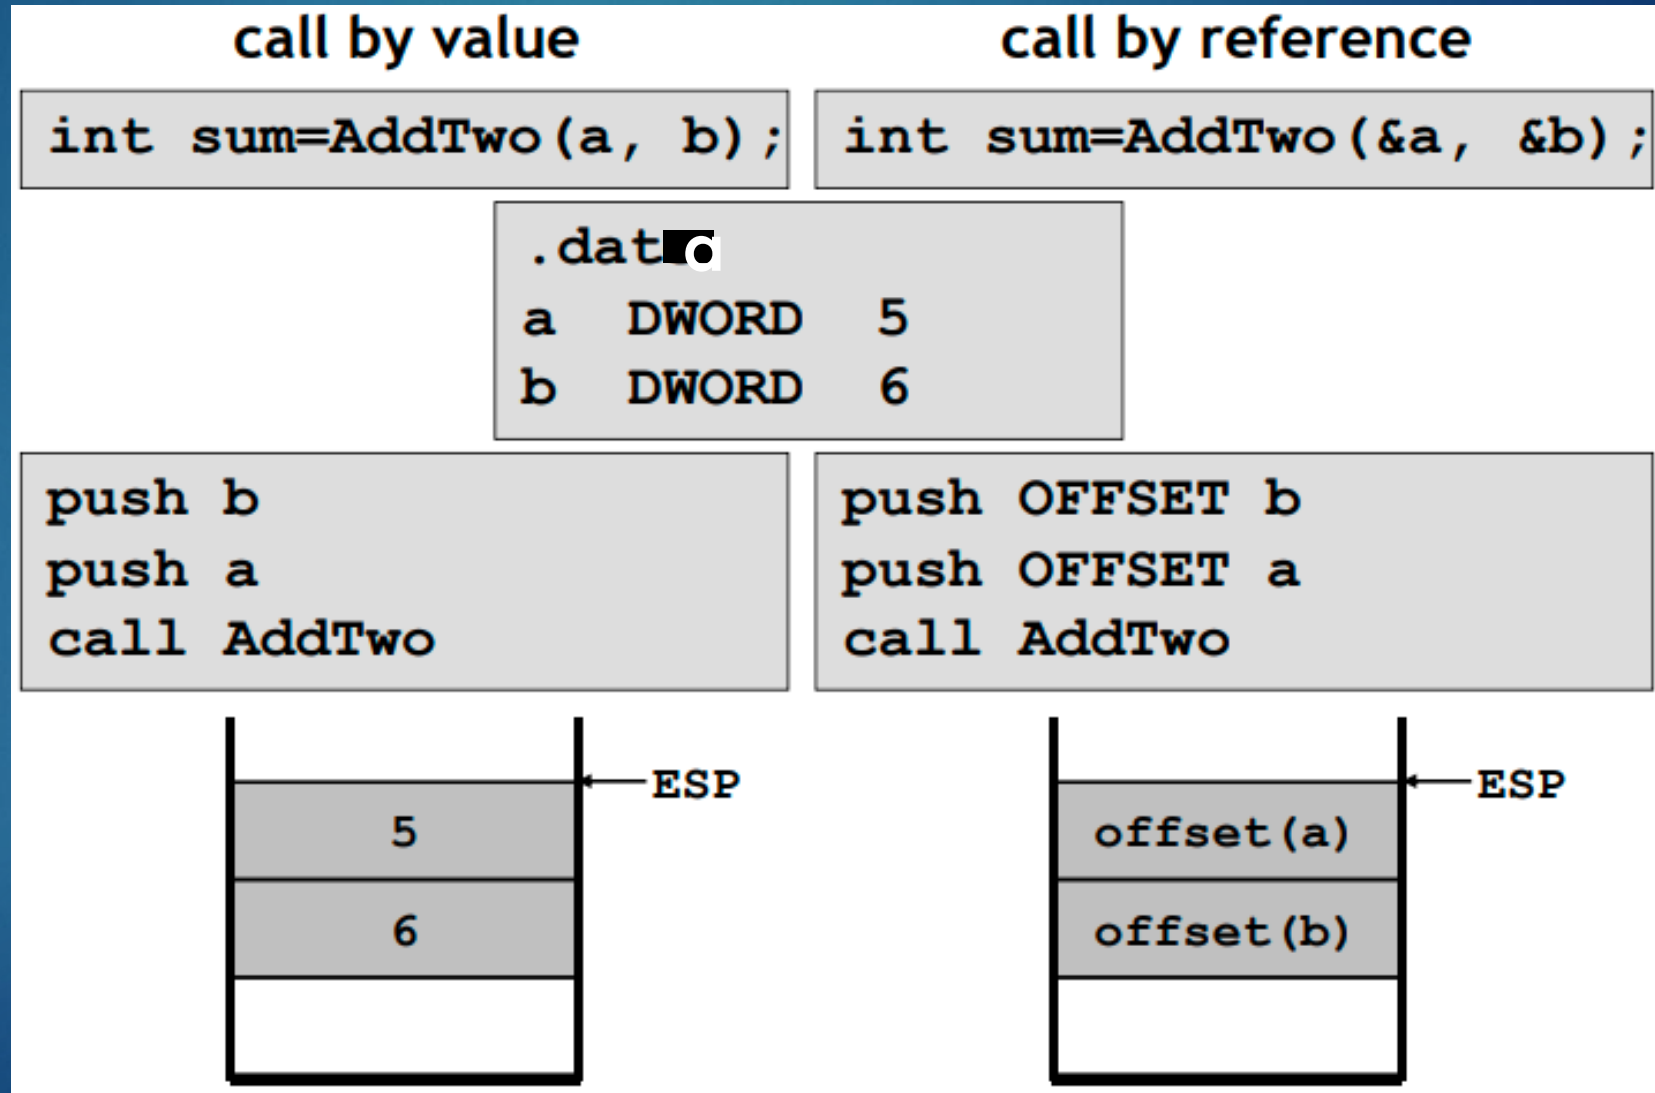 call by value
int sum=AddTwo(a, b);
call by reference
int sum=AddTwo(&a, &b);
.data
a DWORD 5
b DWORD 6
push b
push a
call AddTwo
push OFFSET b
push OFFSET a
call AddTwo
ESP
5
6
ESP
offset(a)
offset(b)